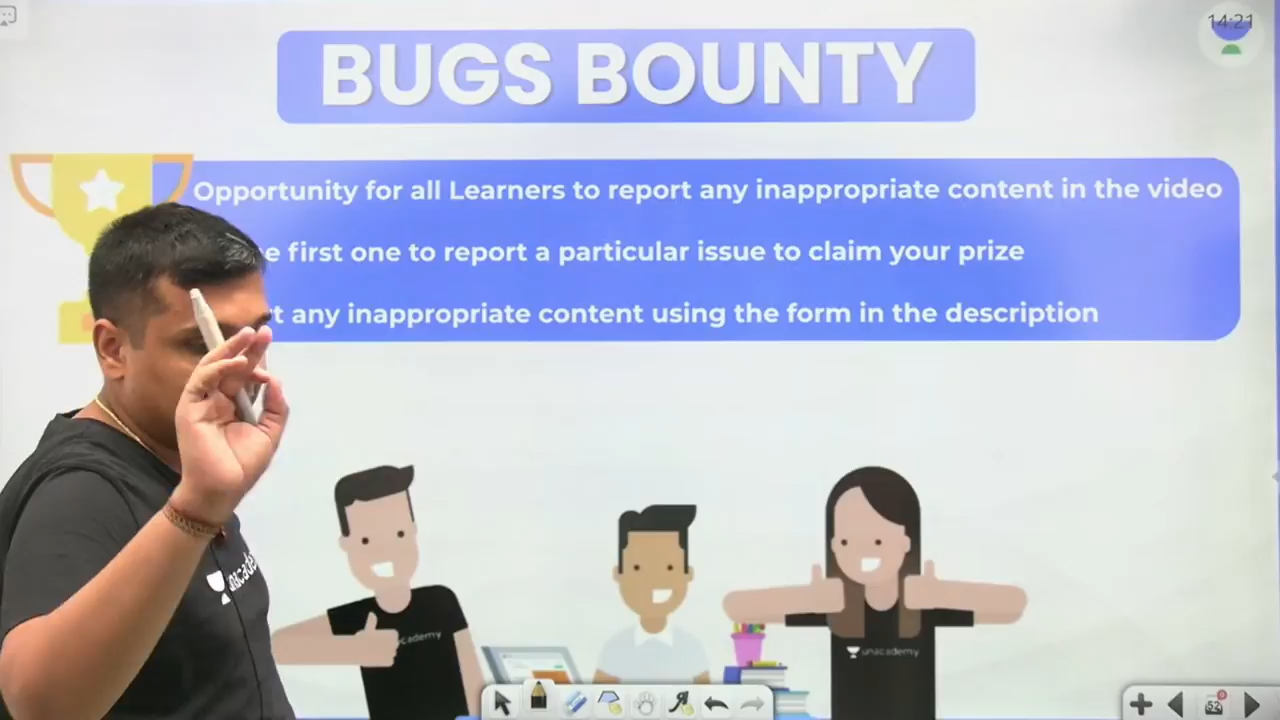 14:21
BUGS BOUNTY
Opportunity for all Learners to report any inappropriate content in the video
first one to report a particular issue to claim your prize
any inappropriate content using the form in the description
unacademy
unacademy
52